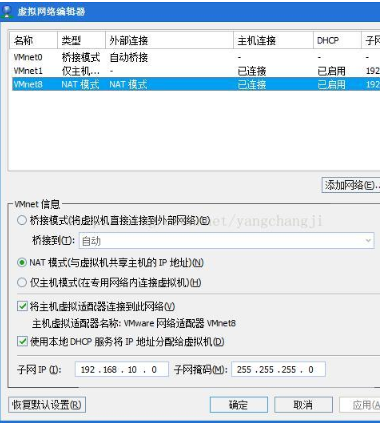 虚拟网络编辑器
名称 类型 外部连接 主机连接 DHCP 子网
VMnet0 桥接模式 自动桥接 - -
VMnet1 仅主机... - 已连接 已启用 192
VMnet8 NAT 模式 NAT 模式 已连接 已启用 192
添加网络(E)..
VMnet 信息
桥接模式(将虚拟机直接连接到外部网络)(B)
net/yangchangji
桥接到(T): 自动
NAT 模式(与虚拟机共享主机的 IP 地址)(N)
仅主机模式(在专用网络内连接虚拟机)(H)
将主机虚拟适配器连接到此网络(V)
主机虚拟适配器名称: VMware 网络适配器 VMnet8
使用本地 DHCP 服务将 IP 地址分配给虚拟机(D)
子网 IP (I): 192 .168 . 10 . 0 子网掩码(M): 255 .255 .255 . 0
恢复默认设置(R) 确定 取消 应用(A